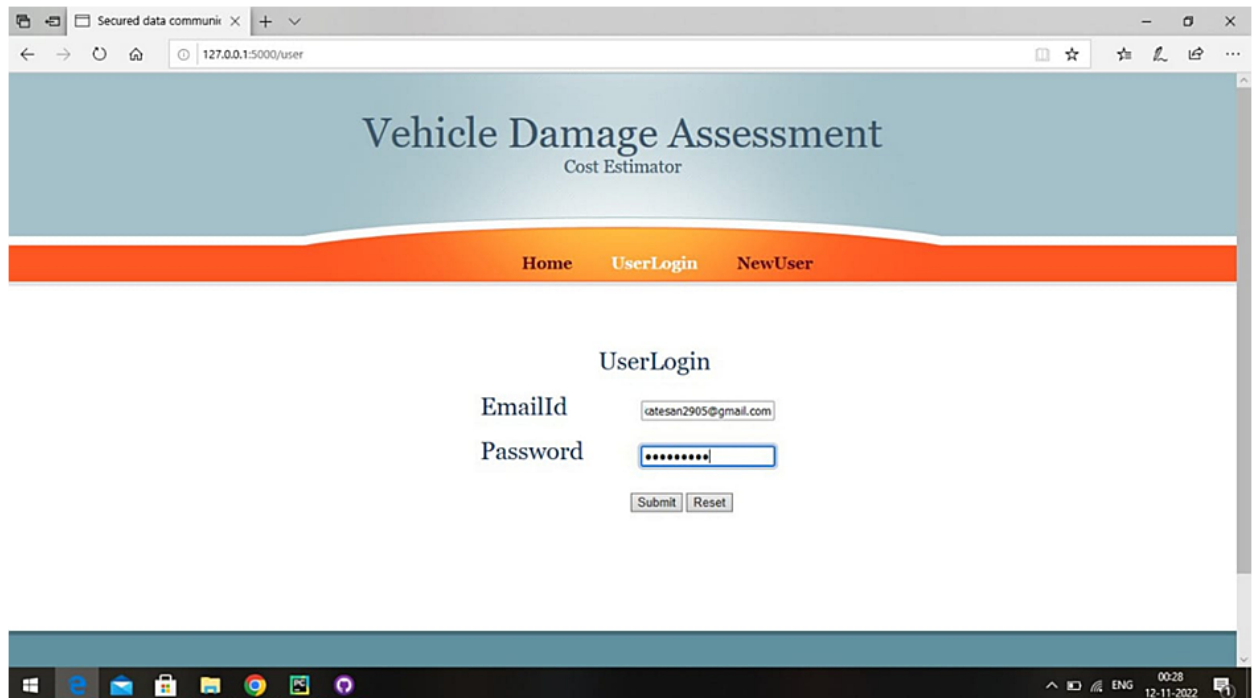 Secured data communic
127.0.0.1:5000/user
Vehicle Damage Assessment
Cost Estimator
Home UserLogin NewUser
UserLogin
EmailId catesan2905@gmail.com
Password •••••••••
Submit Reset
ENG 00:28
12-11-2022